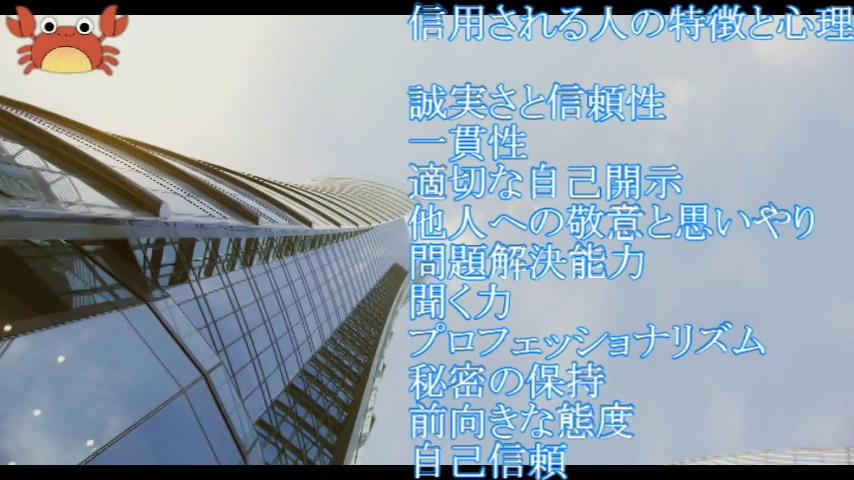 信用される人の特徴と心理
誠実さと信頼性
一貫性
適切な自己開示
他人への敬意と思いやり
問題解決能力
聞く力
プロフェッショナリズム
秘密の保持
前向きな態度
自己信頼